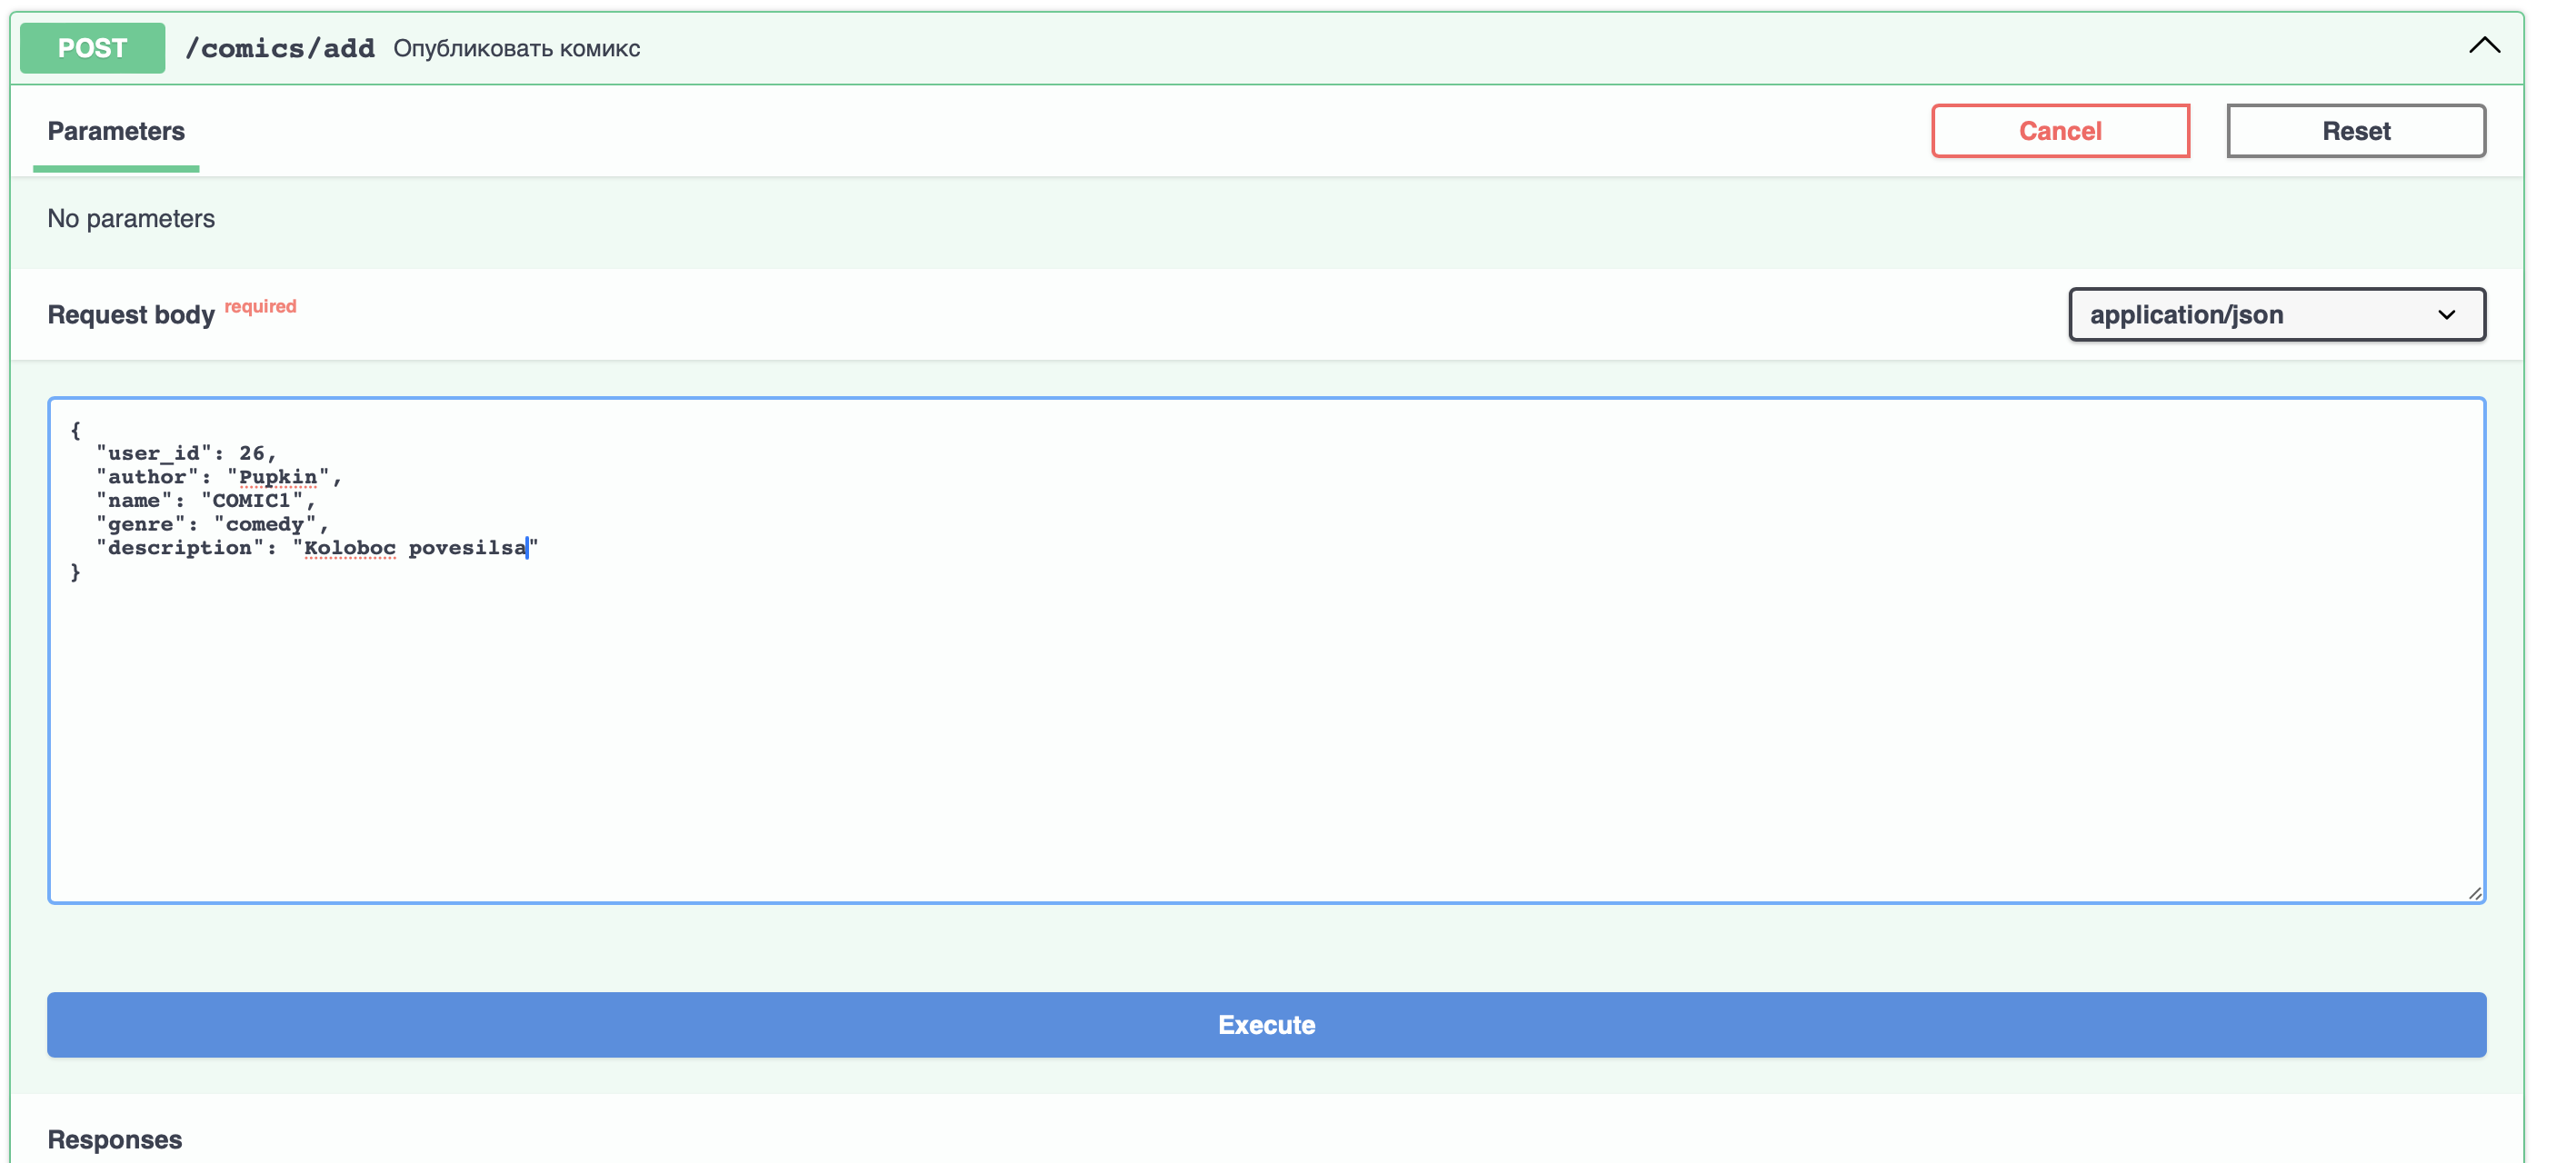 POST /comics/add Опубликовать комикс
Parameters Cancel Reset
No parameters
Request body required application/json
{
"user_id": 26,
"author": "Pupkin",
"name": "COMIC1",
"genre": "comedy",
"description": "Koloboc povesilsa"
}
Execute
Responses